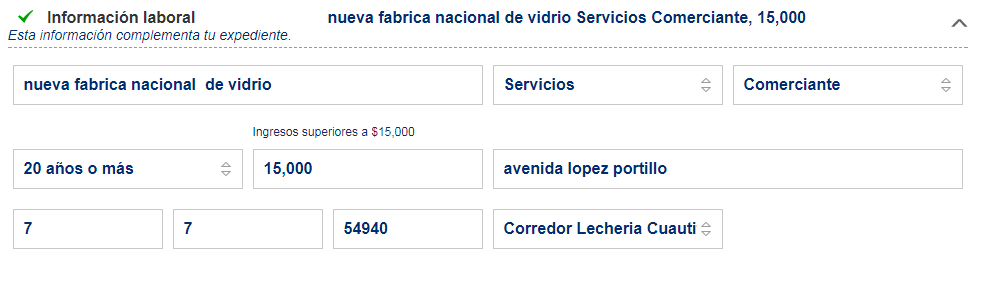 Información laboral nueva fabrica nacional de vidrio Servicios Comerciante, 15,000
Esta información complementa tu expediente.
nueva fabrica nacional  de vidrio Servicios Comerciante
Ingresos superiores a $15,000
20 años o más 15,000 avenida lopez portillo
7 7 54940 Corredor Lecheria Cuauti